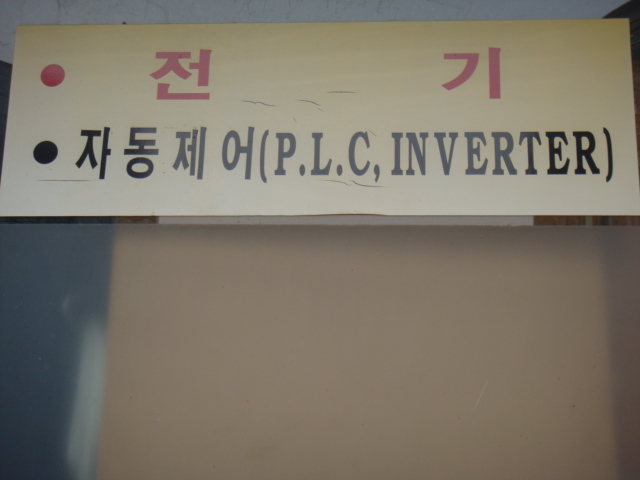 ● 전 기
● 자동제어(P.L.C, INVERTER)